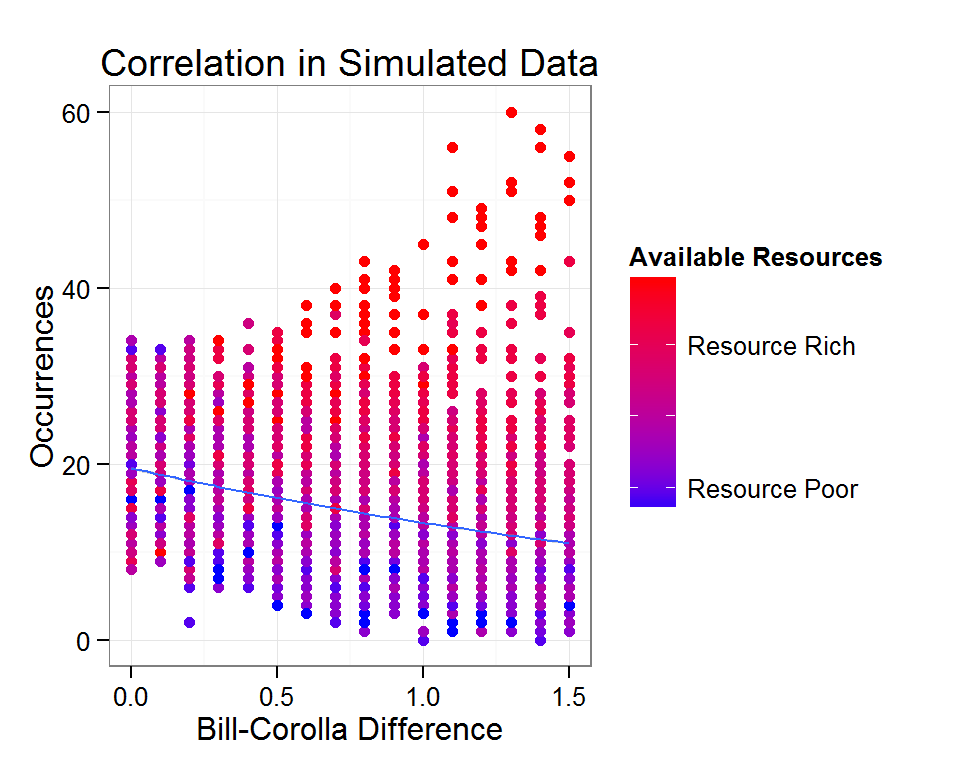 Correlation in Simulated Data
60
40
20
0
Occurrences
0.0 0.5 1.0 1.5
Bill-Corolla Difference
Available Resources
Resource Rich
Resource Poor